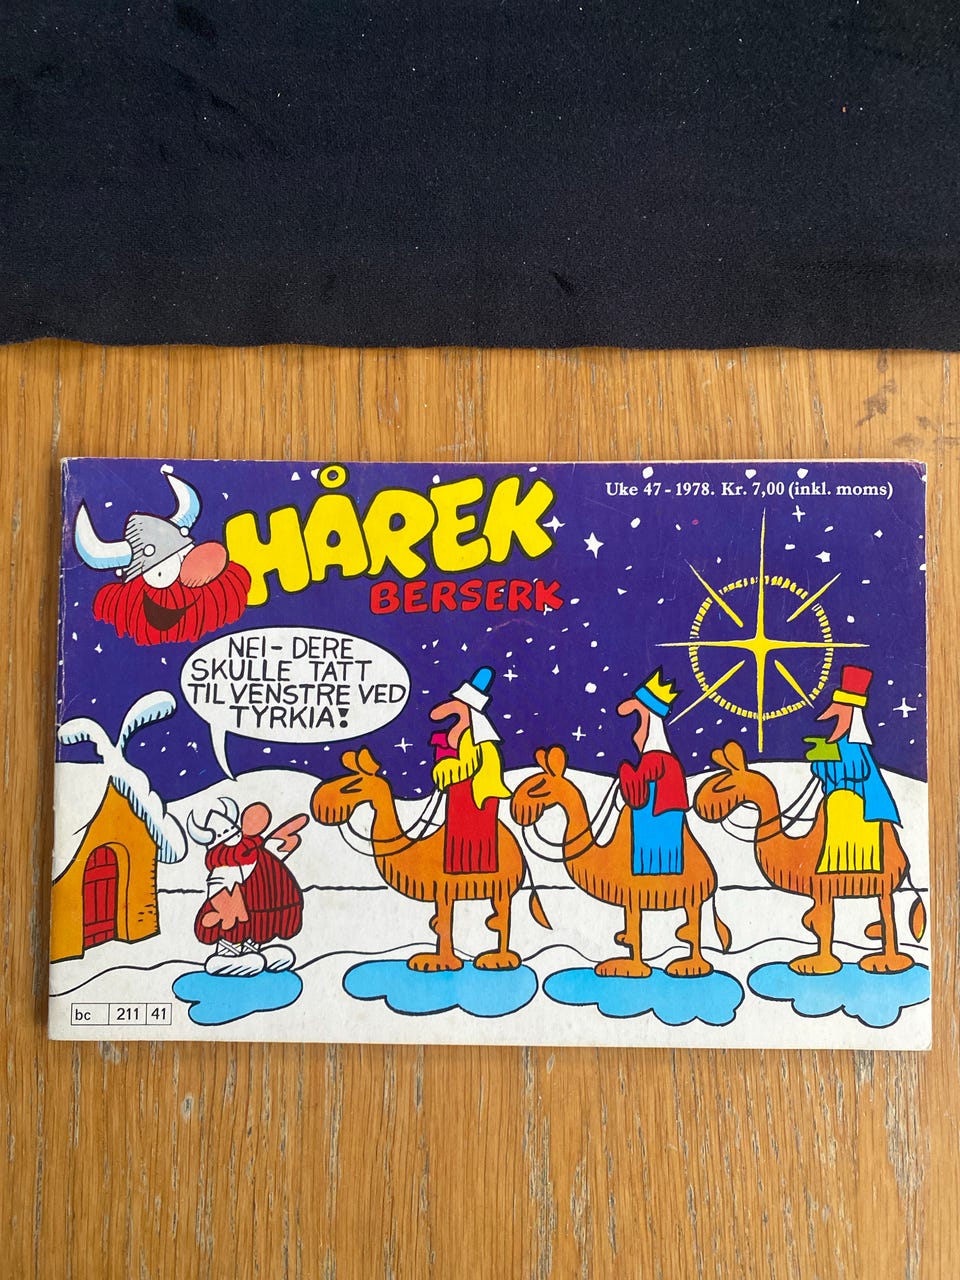 HÅREK
BERSERK
Uke 47 - 1978. Kr. 7,00 (inkl. moms)
NEI - DERE
SKULLE TATT
TIL VENSTRE VED
TYRKIA!
bc 211 41